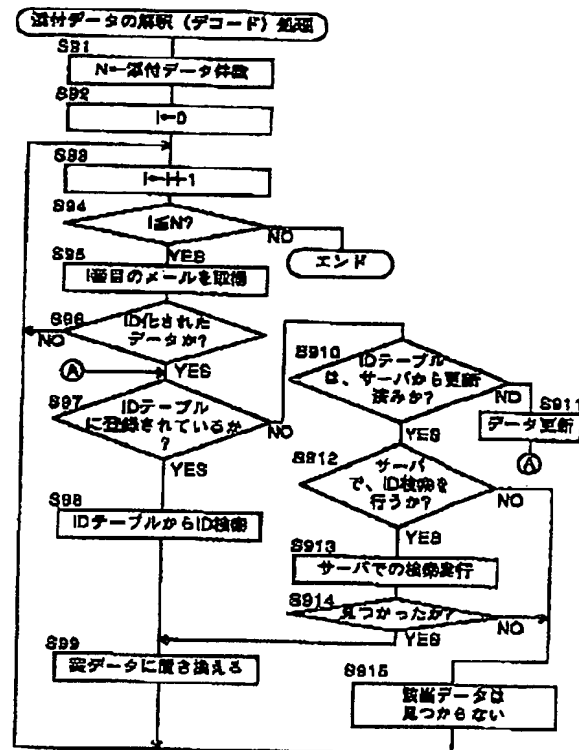 添付データの解釈（デコード）処理
S91
N←添付データ件数
S92
I←0
S93
I←I+1
S94
I≦N?
NO
YES
エンド
S95
I番目のメールを取得
S96
ID化された
データか?
NO
YES
A
S97
IDテーブル
に登録されているか
?
NO
YES
S98
IDテーブルからID検索
S99
実データに置き換える
S910
IDテーブル
は、サーバから更新
済みか?
NO
YES
S911
データ更新
A
S912
サーバ
で、ID検索を
行うか?
NO
YES
S913
サーバでの検索実行
S914
見つかったか?
NO
YES
S915
該当データは
見つからない